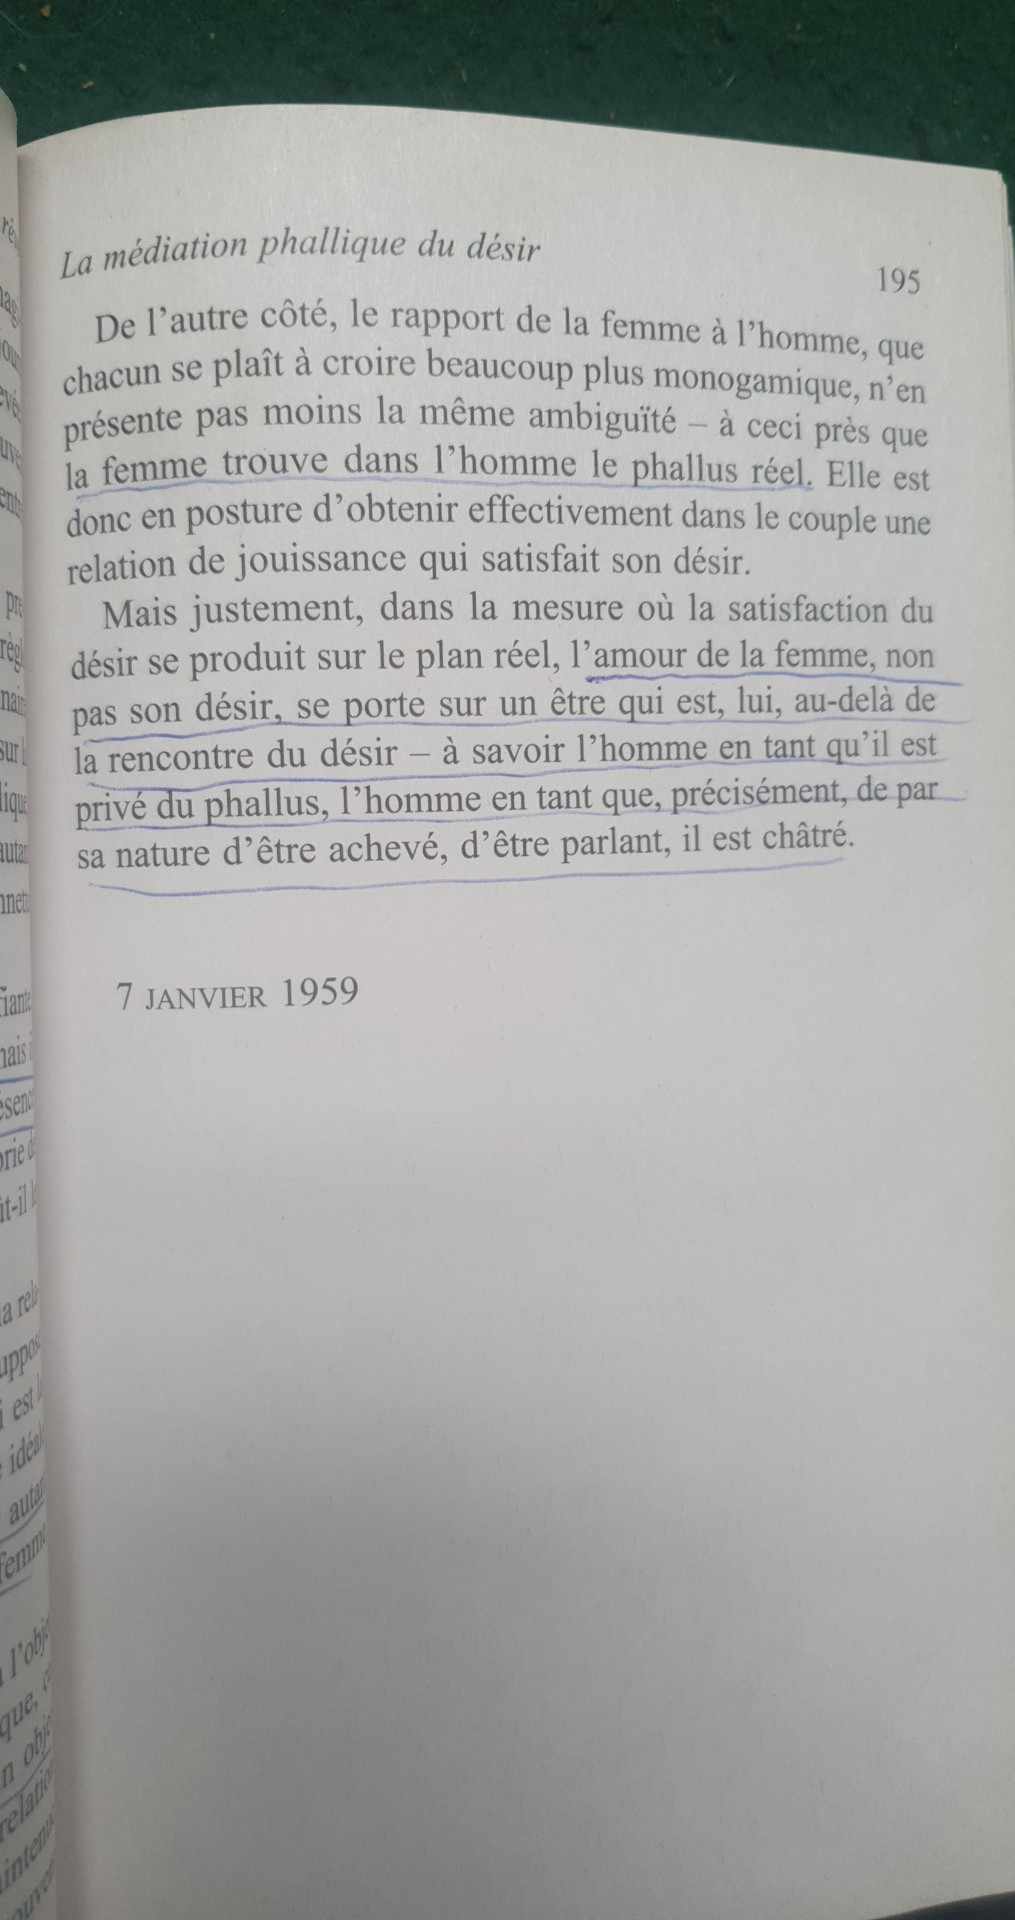 La médiation phallique du désir
195
De l'autre côté, le rapport de la femme à l'homme, que
chacun se plaît à croire beaucoup plus monogamique, n'en
présente pas moins la même ambiguïté – à ceci près que
la femme trouve dans l'homme le phallus réel. Elle est
donc en posture d'obtenir effectivement dans le couple une
relation de jouissance qui satisfait son désir.
Mais justement, dans la mesure où la satisfaction du
désir se produit sur le plan réel, l'amour de la femme, non
pas son désir, se porte sur un être qui est, lui, au-delà de
la rencontre du désir – à savoir l'homme en tant qu'il est
privé du phallus, l'homme en tant que, précisément, de par
sa nature d'être achevé, d'être parlant, il est châtré.
7 JANVIER 1959